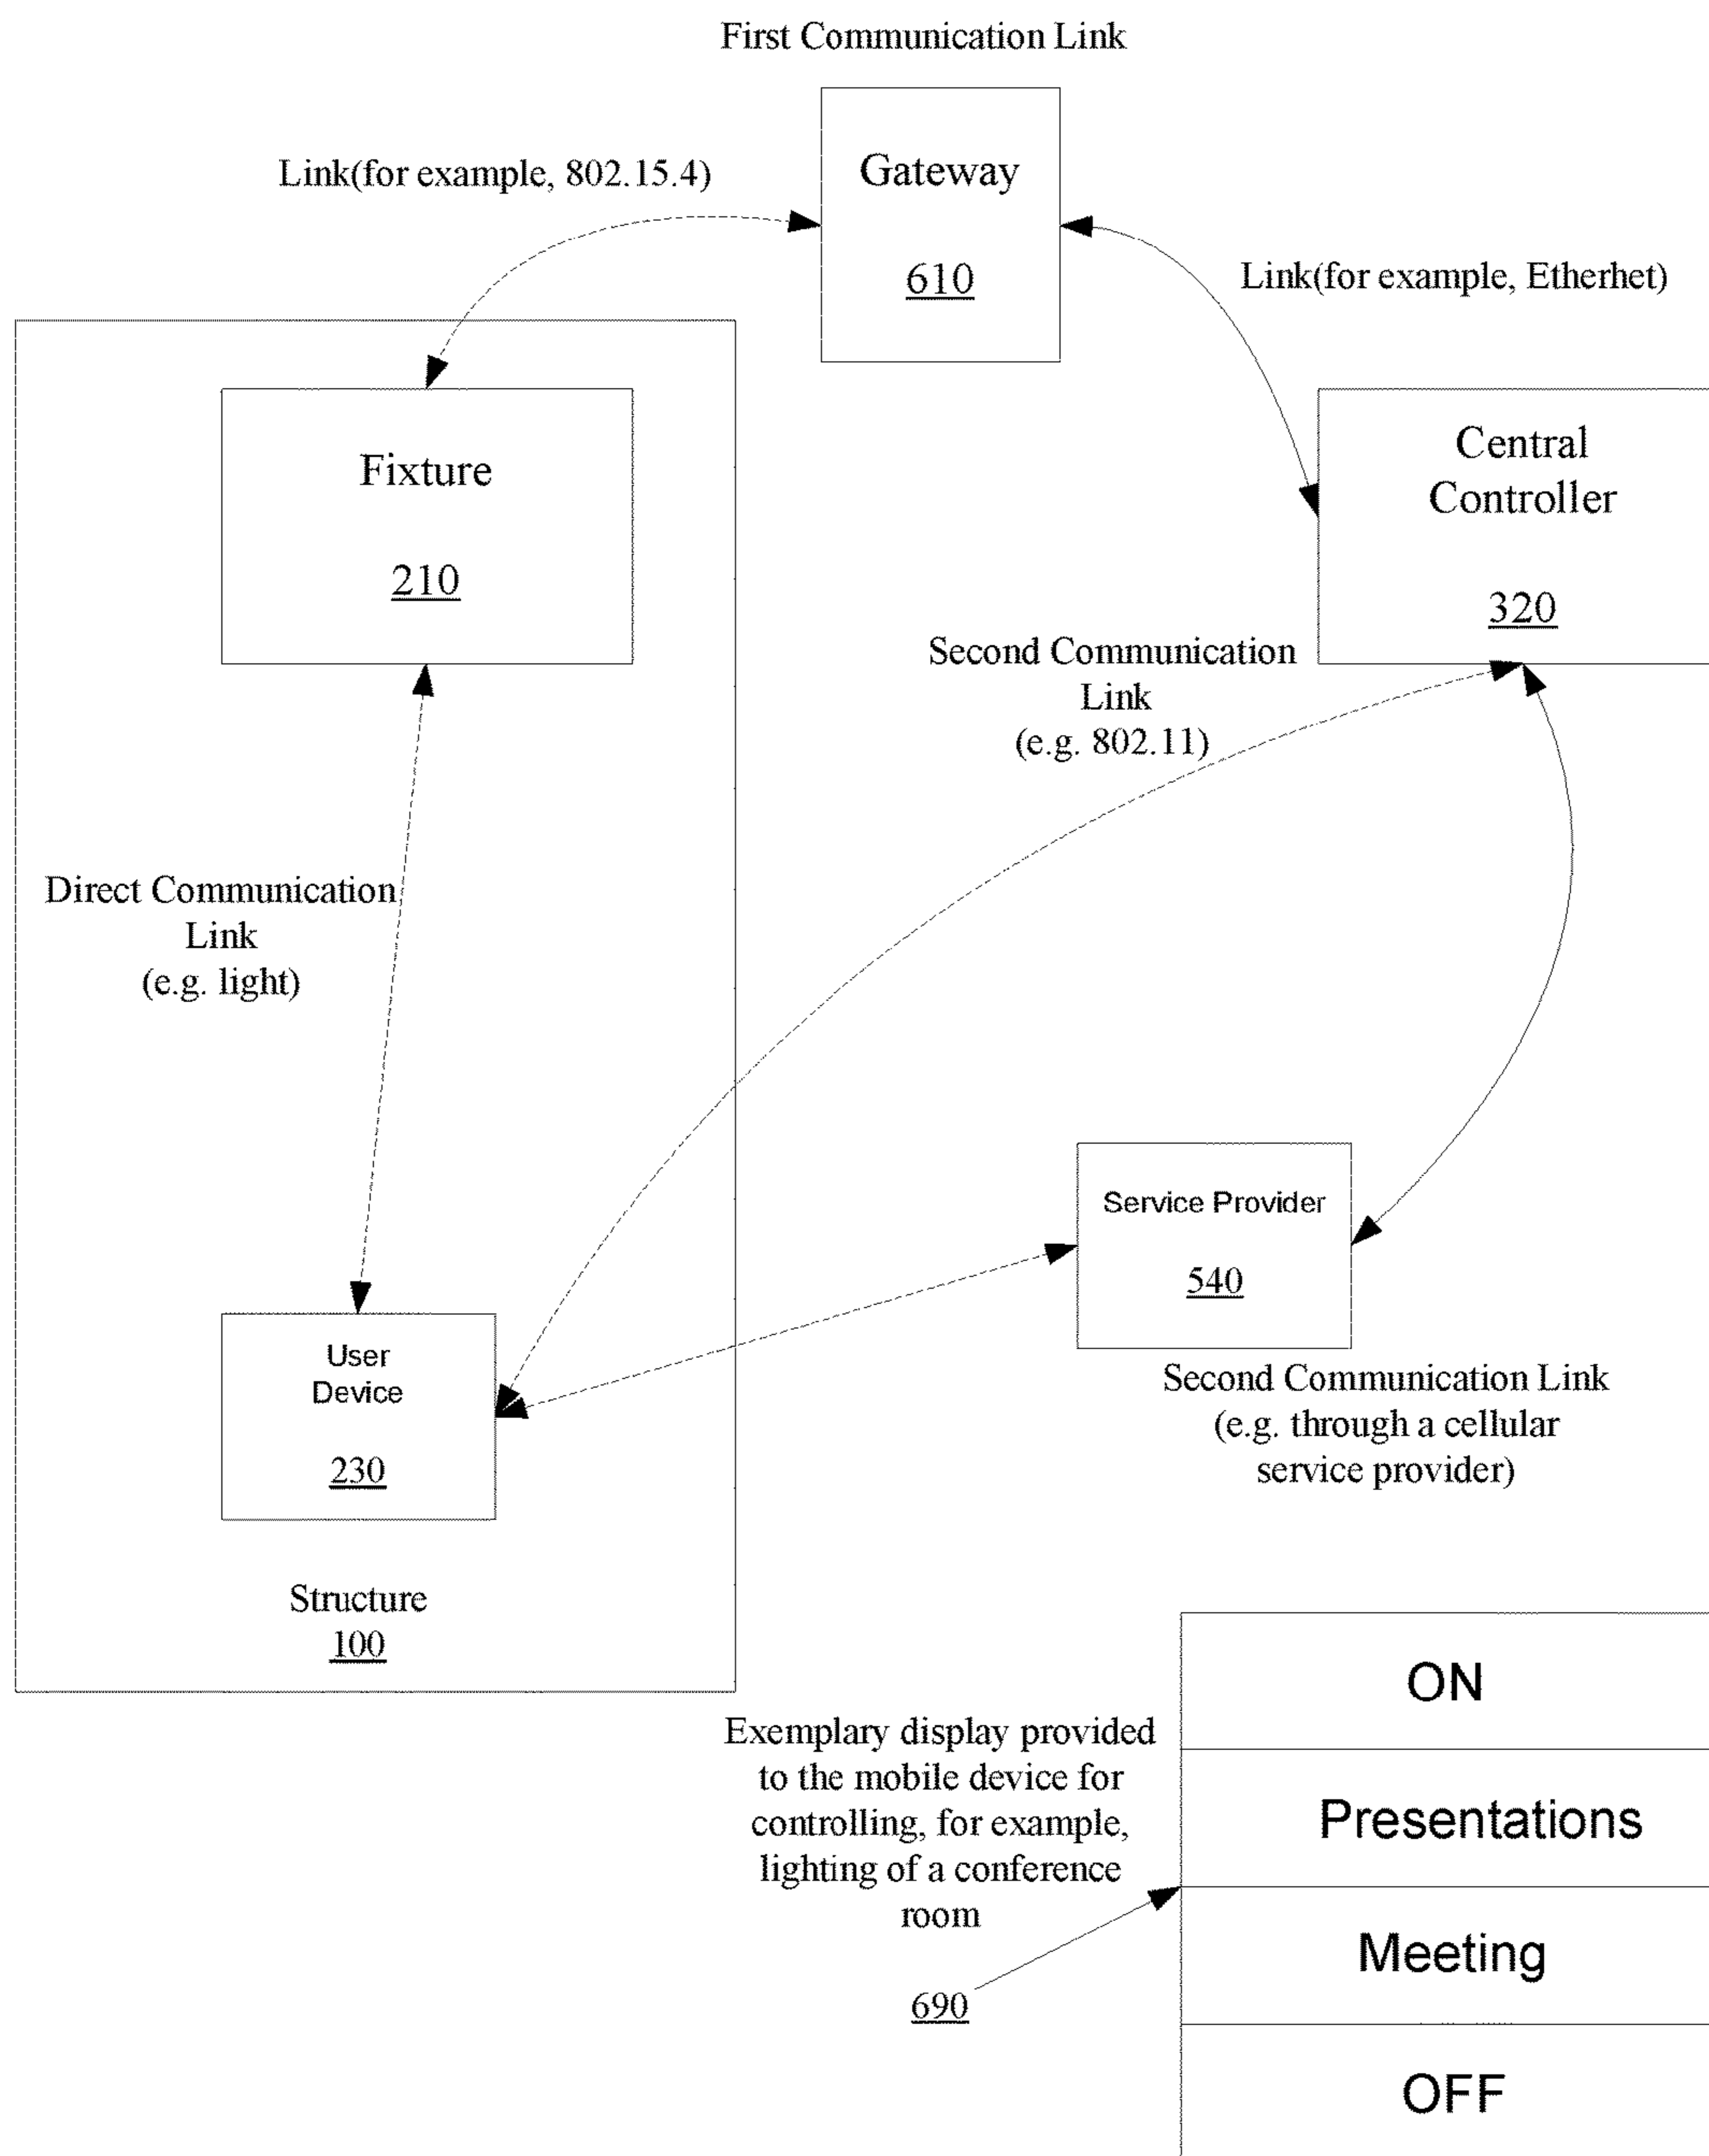 First Communication Link
Gateway
610
Link(for example, 802.15.4)
Link(for example, Etherhet)
Fixture
210
Central
Controller
320
Second Communication
Link
(e.g. 802.11)
Direct Communication
Link
(e.g. light)
Service Provider
540
User
Device
230
Second Communication Link
(e.g. through a cellular
service provider)
Structure
100
Exemplary display provided
to the mobile device for
controlling, for example,
lighting of a conference
room
690
ON
Presentations
Meeting
OFF